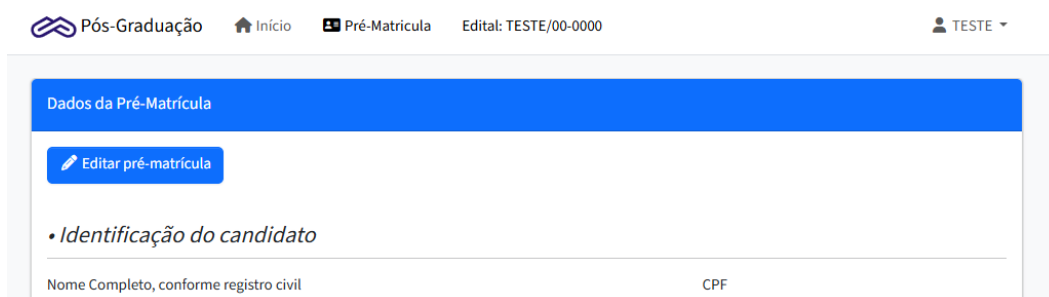 Pós-Graduação Início Pré-Matricula Edital: TESTE/00-0000 TESTE
Dados da Pré-Matrícula
Editar pré-matrícula
• Identificação do candidato
Nome Completo, conforme registro civil CPF